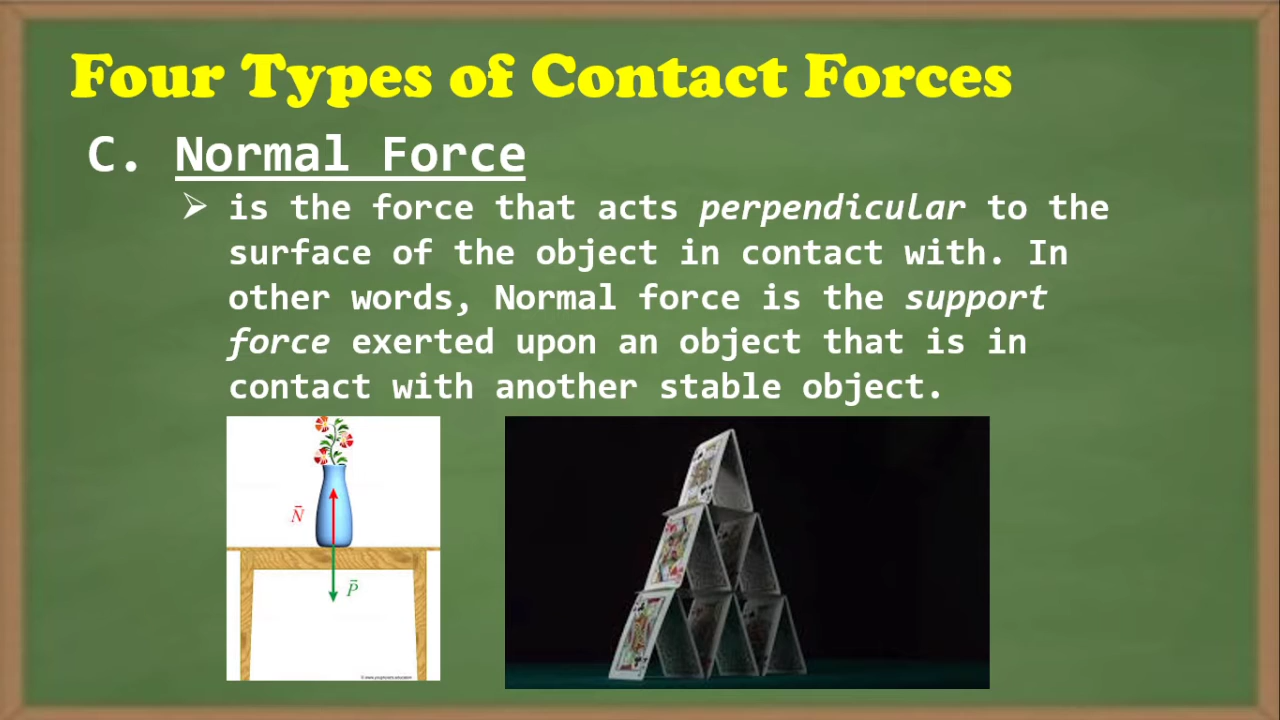 Four Types of Contact Forces
C. Normal Force
➢ is the force that acts perpendicular to the
surface of the object in contact with. In
other words, Normal force is the support
force exerted upon an object that is in
contact with another stable object.
N̄
P̄